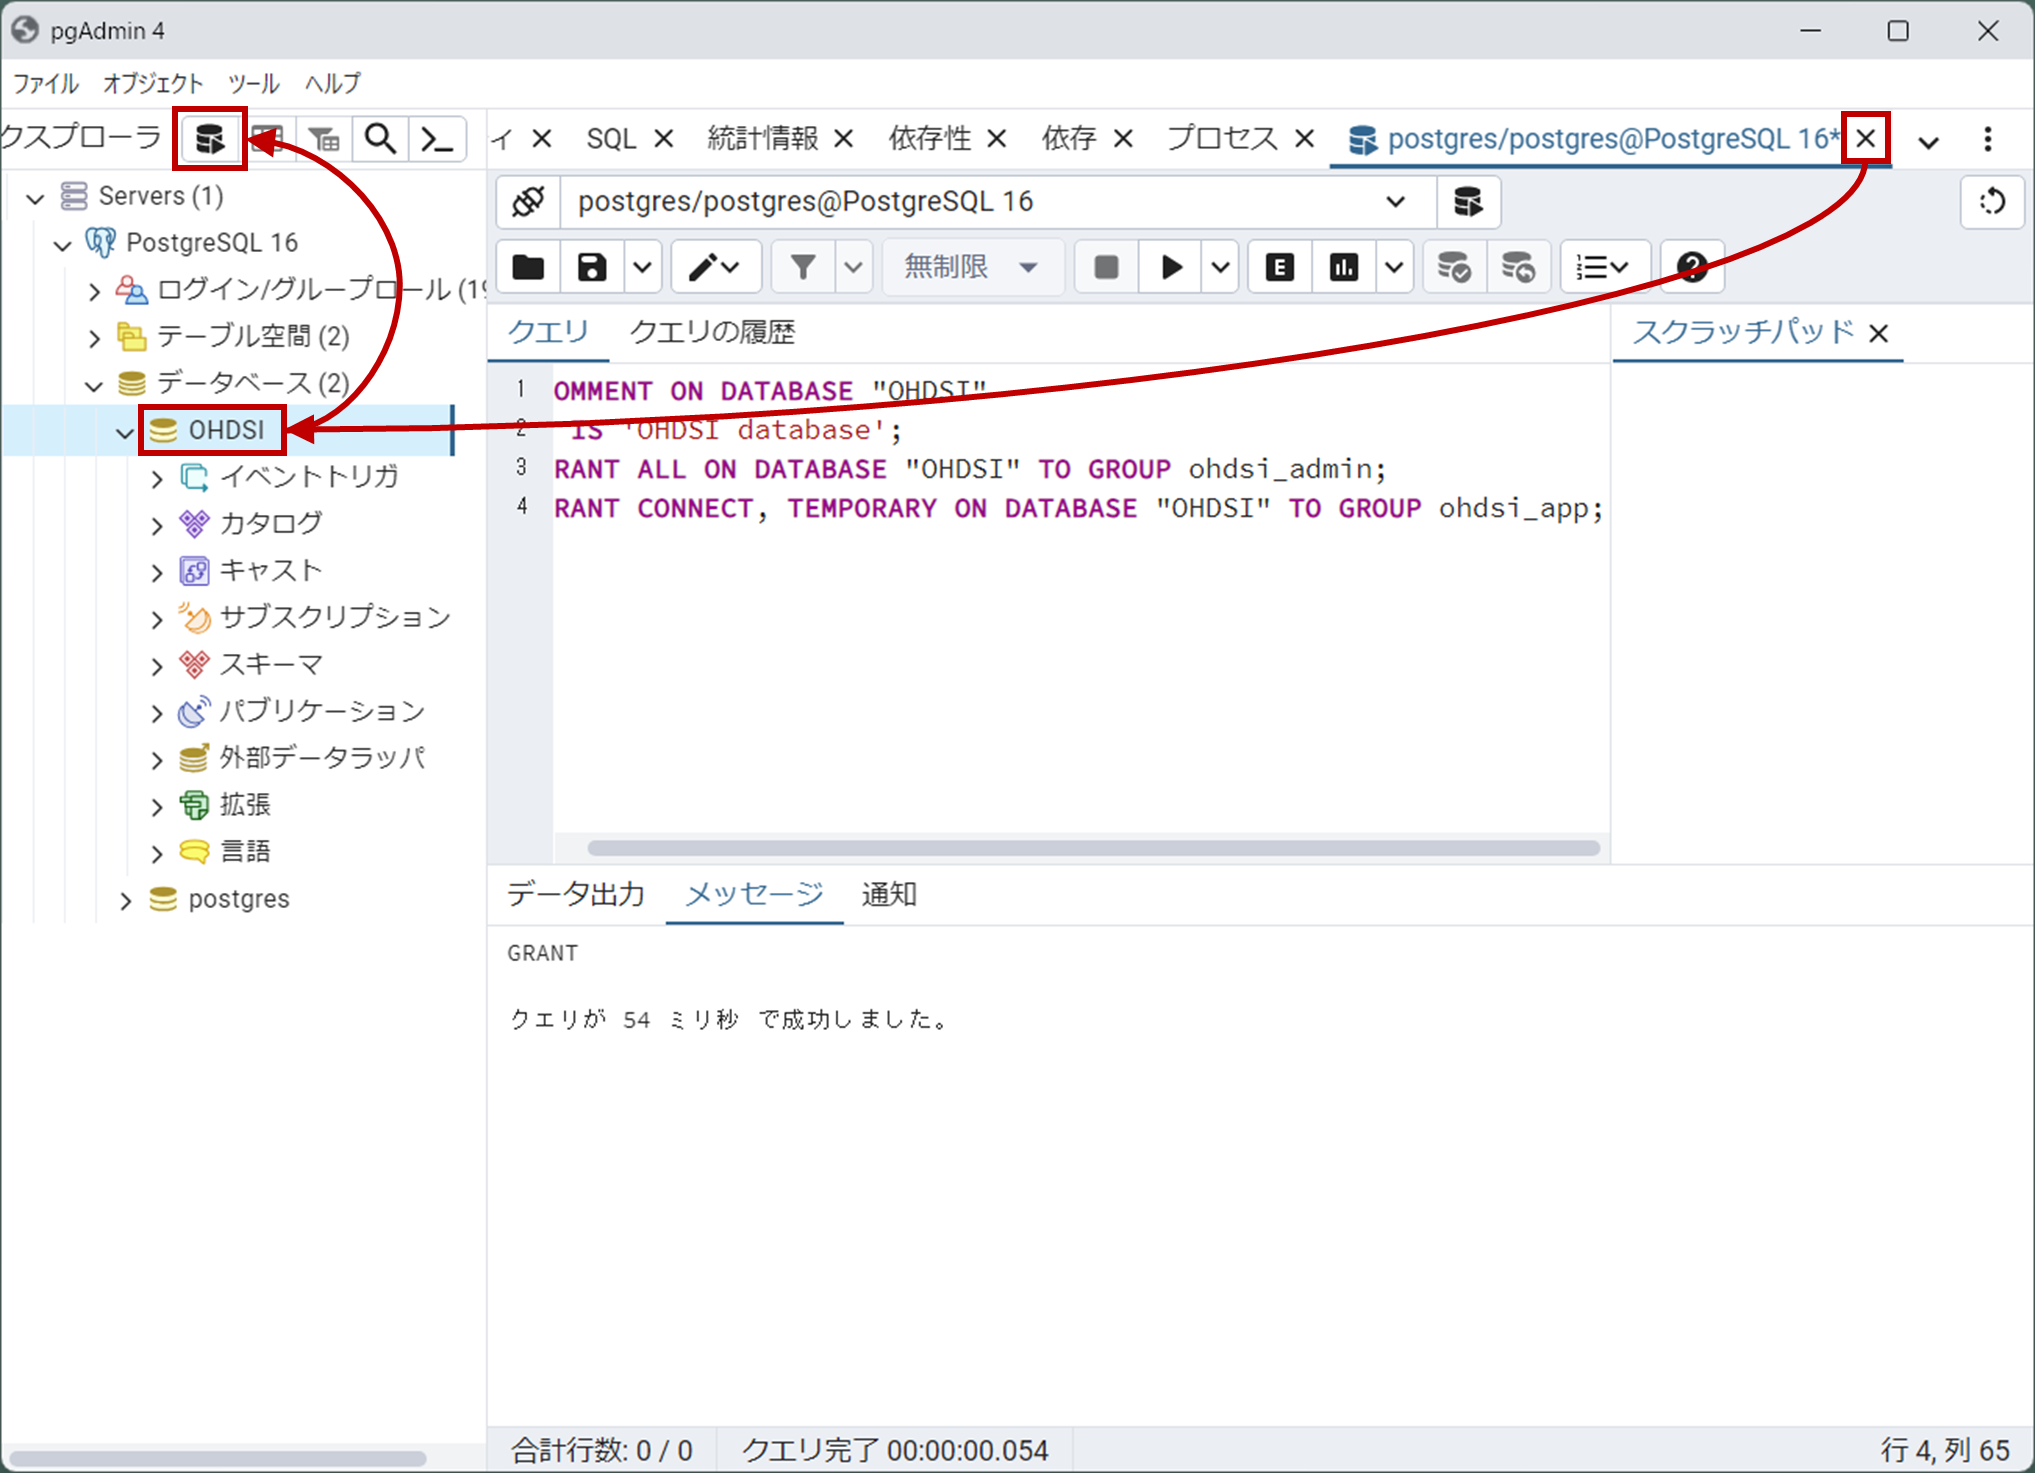 pgAdmin 4
ファイル オブジェクト ツール ヘルプ
クスプローラ
イ SQL 統計情報 依存性 依存 プロセス postgres/postgres@PostgreSQL 16*
Servers (1)
PostgreSQL 16
ログイン/グループロール (19
テーブル空間 (2)
データベース (2)
OHDSI
イベントトリガ
カタログ
キャスト
サブスクリプション
スキーマ
パブリケーション
外部データラッパ
拡張
言語
postgres
postgres/postgres@PostgreSQL 16
無制限
E
クエリ クエリの履歴
スクラッチパッド
1 OMMENT ON DATABASE "OHDSI"
2 IS 'OHDSI database';
3 RANT ALL ON DATABASE "OHDSI" TO GROUP ohdsi_admin;
4 RANT CONNECT, TEMPORARY ON DATABASE "OHDSI" TO GROUP ohdsi_app;
データ出力 メッセージ 通知
GRANT
クエリが 54 ミリ秒 で成功しました。
合計行数: 0 / 0 クエリ完了 00:00:00.054 行 4, 列 65